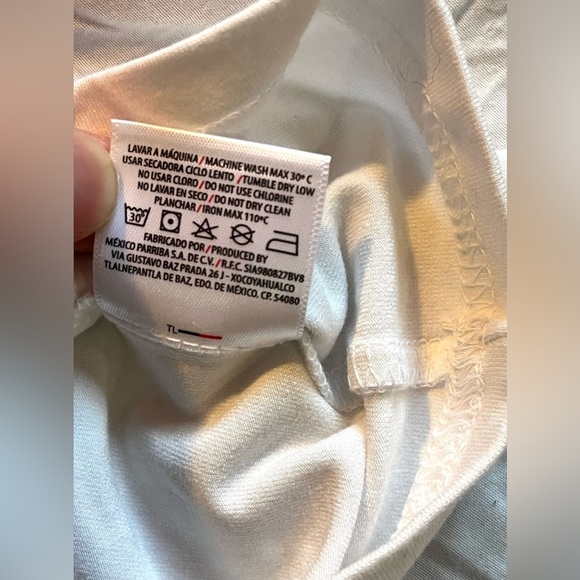 LAVAR A MÁQUINA/MACHINE WASH MAX 30º C
USAR SECADORA CICLO LENTO/TUMBLE DRY LOW
NO USAR CLORO/DO NOT USE CHLORINE
NO LAVAR EN SECO/DO NOT DRY CLEAN
PLANCHAR/IRON MAX 110ºC
30°
FABRICADO POR/PRODUCED BY
MÉXICO PARRIBA S.A. DE C.V./R.F.C. SIA980827BV8
VIA GUSTAVO BAZ PRADA 26 J - XOCOYAHUALCO
TLALNEPANTLA DE BAZ, EDO. DE MÉXICO. CP. 54080
TL